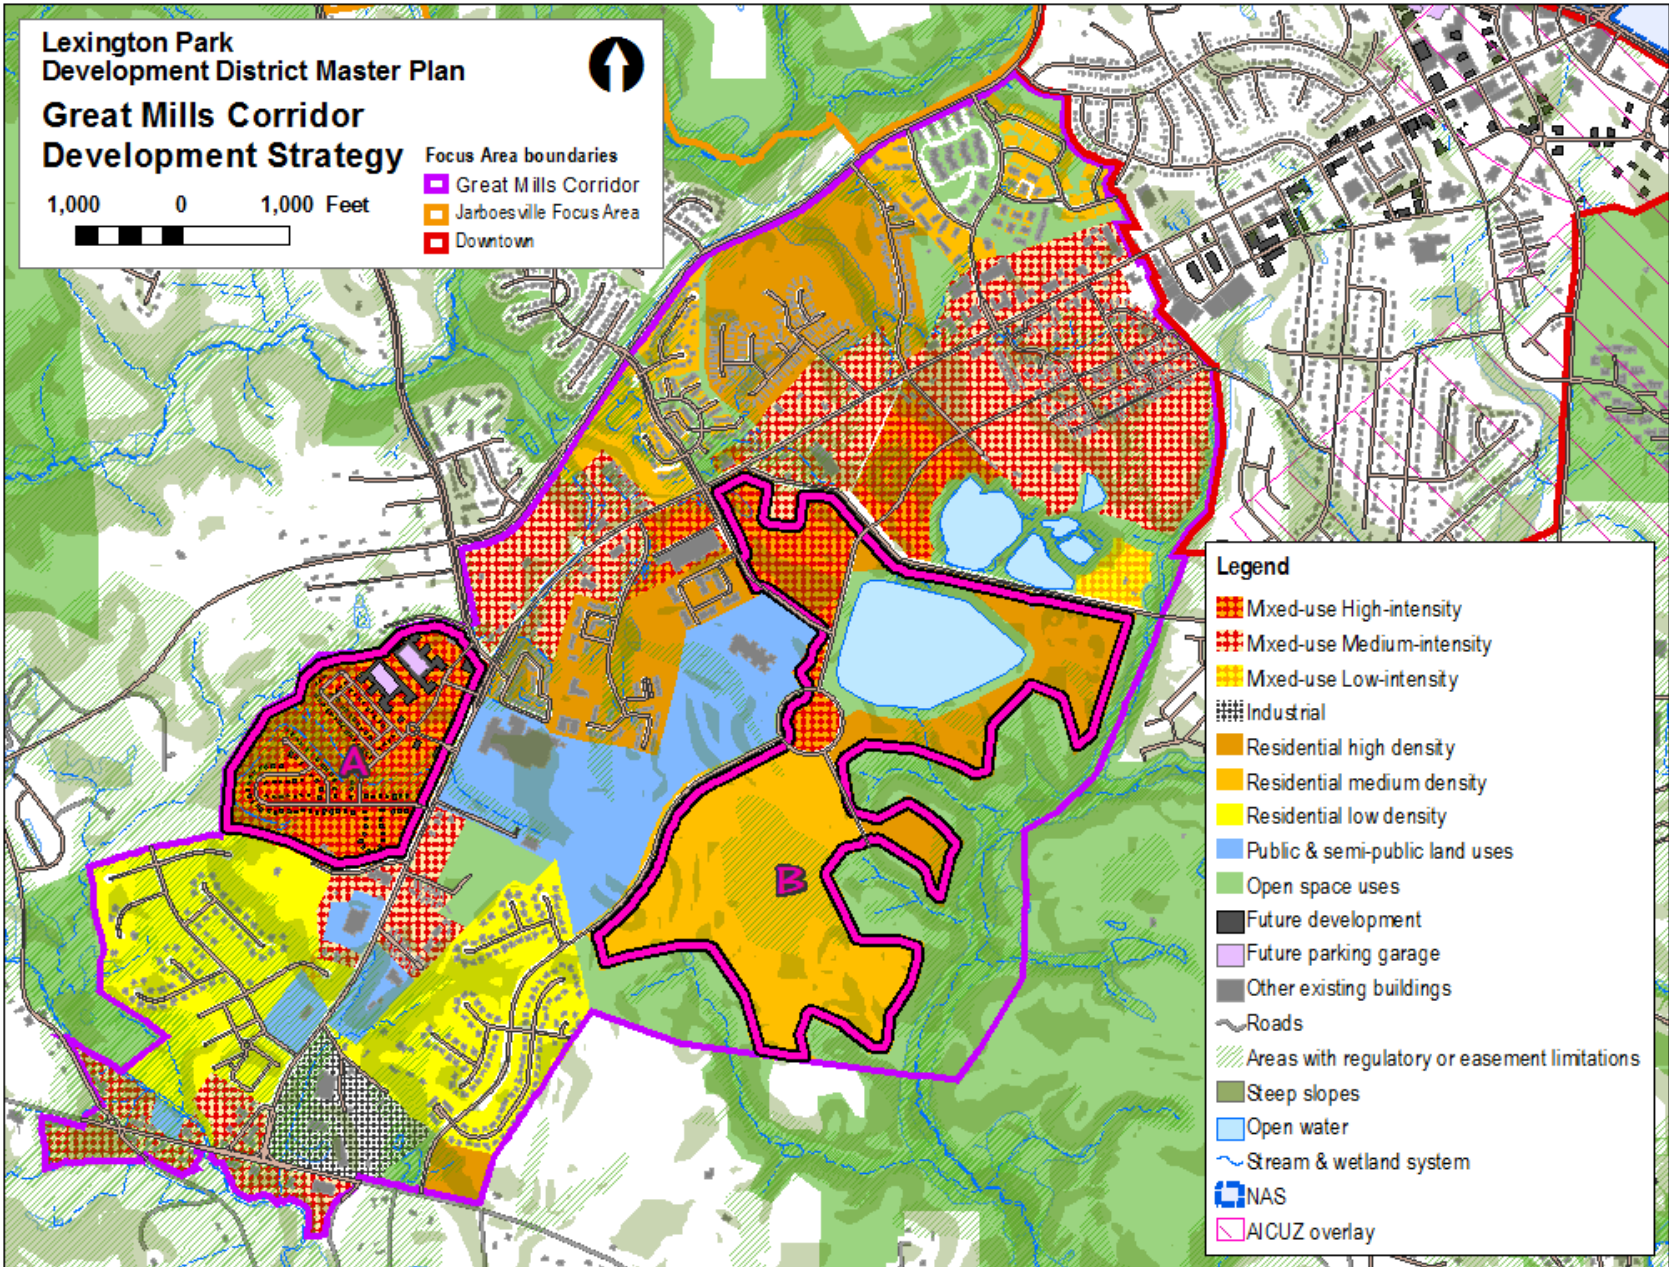 Lexington Park
Development District Master Plan
Great Mills Corridor
Development Strategy
1,000 0 1,000 Feet
Focus Area boundaries
Great Mills Corridor
Jarboesville Focus Area
Downtown
A
B
Legend
Mixed-use High-intensity
Mixed-use Medium-intensity
Mixed-use Low-intensity
Industrial
Residential high density
Residential medium density
Residential low density
Public & semi-public land uses
Open space uses
Future development
Future parking garage
Other existing buildings
Roads
Areas with regulatory or easement limitations
Steep slopes
Open water
Stream & wetland system
NAS
AICUZ overlay